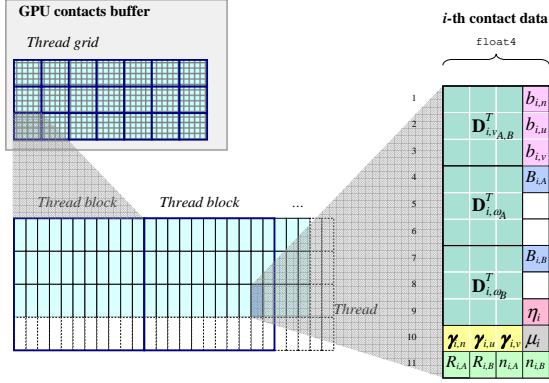 GPU contacts buffer
Thread grid
Thread block
Thread block
...
Thread
i-th contact data
float4
1
2
3
4
5
6
7
8
9
10
11
D^T_{i,v_{A,B}}
b_{i,n}
b_{i,u}
b_{i,v}
D^T_{i,ω_A}
B_{i,A}
D^T_{i,ω_B}
B_{i,B}
η_i
γ_{i,n} γ_{i,u} γ_{i,v} μ_i
R_{i,A} R_{i,B} n_{i,A} n_{i,B}